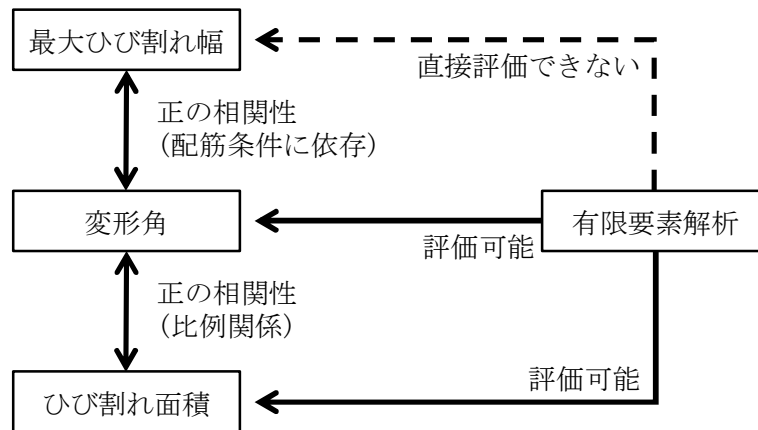 最大ひび割れ幅
直接評価できない
正の相関性
(配筋条件に依存)
変形角
有限要素解析
評価可能
正の相関性
(比例関係)
評価可能
ひび割れ面積